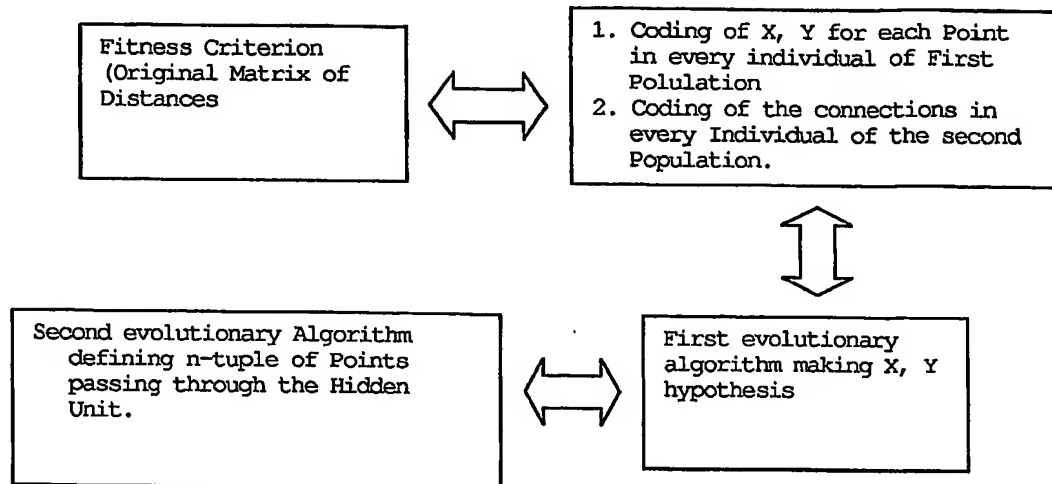 Fitness Criterion
(Original Matrix of
Distances
1. Coding of X, Y for each Point
in every individual of First
Polulation
2. Coding of the connections in
every Individual of the second
Population.
Second evolutionary Algorithm
defining n-tuple of Points
passing through the Hidden
Unit.
First evolutionary
algorithm making X, Y
hypothesis